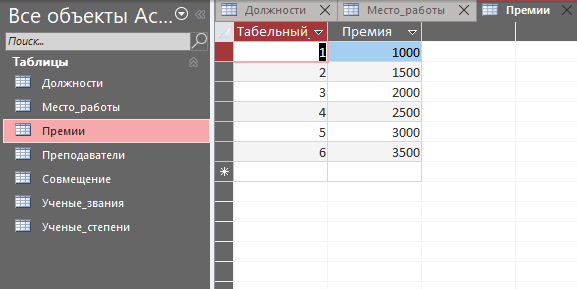 Все объекты Ac...
Поиск...
Таблицы
Должности
Место_работы
Премии
Преподаватели
Совмещение
Ученые_звания
Ученые_степени
Должности Место_работы Премии
Табельный_ Премия
1 1000
2 1500
3 2000
4 2500
5 3000
6 3500